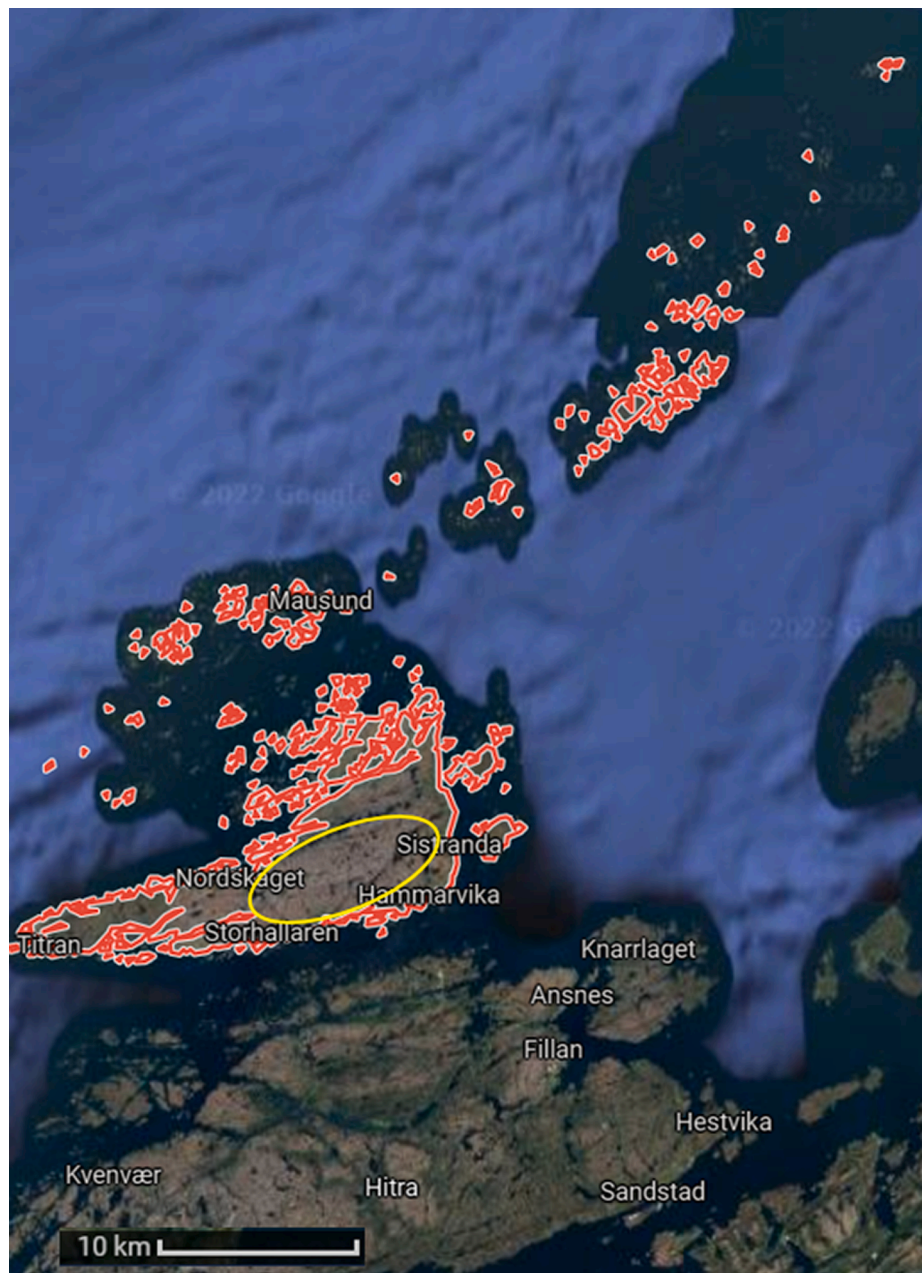 © 2022 Google
Mausund
Sistranda
Nordskaget
Hammarvika
Storhallaren
Titran
Knarrlaget
Ansnes
Fillan
Hestvika
Kvenvær
Hitra
Sandstad
10 km